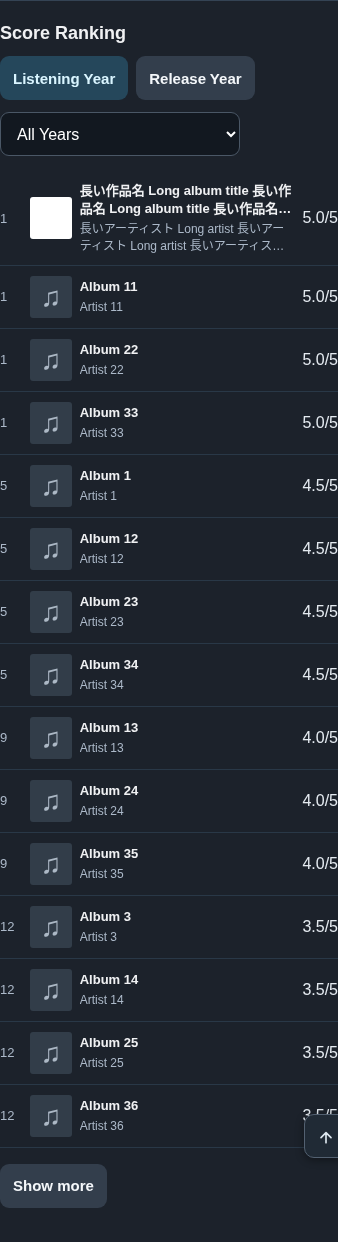 Score Ranking
Listening Year
Release Year
All Years
1
長い作品名 Long album title 長い作
品名 Long album title 長い作品名…
長いアーティスト Long artist 長いアー
ティスト Long artist 長いアーティス…
5.0/5
1
Album 11
Artist 11
5.0/5
1
Album 22
Artist 22
5.0/5
1
Album 33
Artist 33
5.0/5
5
Album 1
Artist 1
4.5/5
5
Album 12
Artist 12
4.5/5
5
Album 23
Artist 23
4.5/5
5
Album 34
Artist 34
4.5/5
9
Album 13
Artist 13
4.0/5
9
Album 24
Artist 24
4.0/5
9
Album 35
Artist 35
4.0/5
12
Album 3
Artist 3
3.5/5
12
Album 14
Artist 14
3.5/5
12
Album 25
Artist 25
3.5/5
12
Album 36
Artist 36
3.5/5
Show more